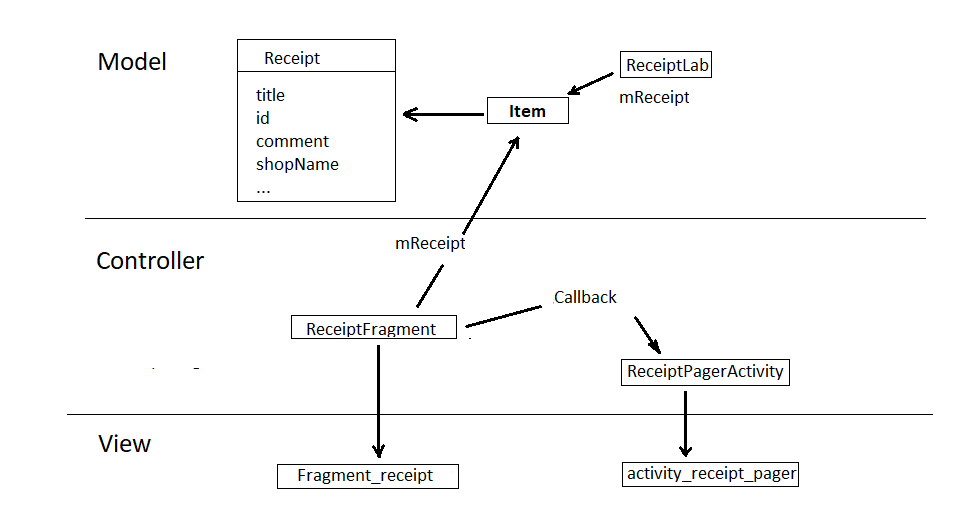 Model
Receipt
title
id
comment
shopName
...
Item
ReceiptLab
mReceipt
mReceipt
Controller
Callback
ReceiptFragment
ReceiptPagerActivity
View
Fragment_receipt
activity_receipt_pager